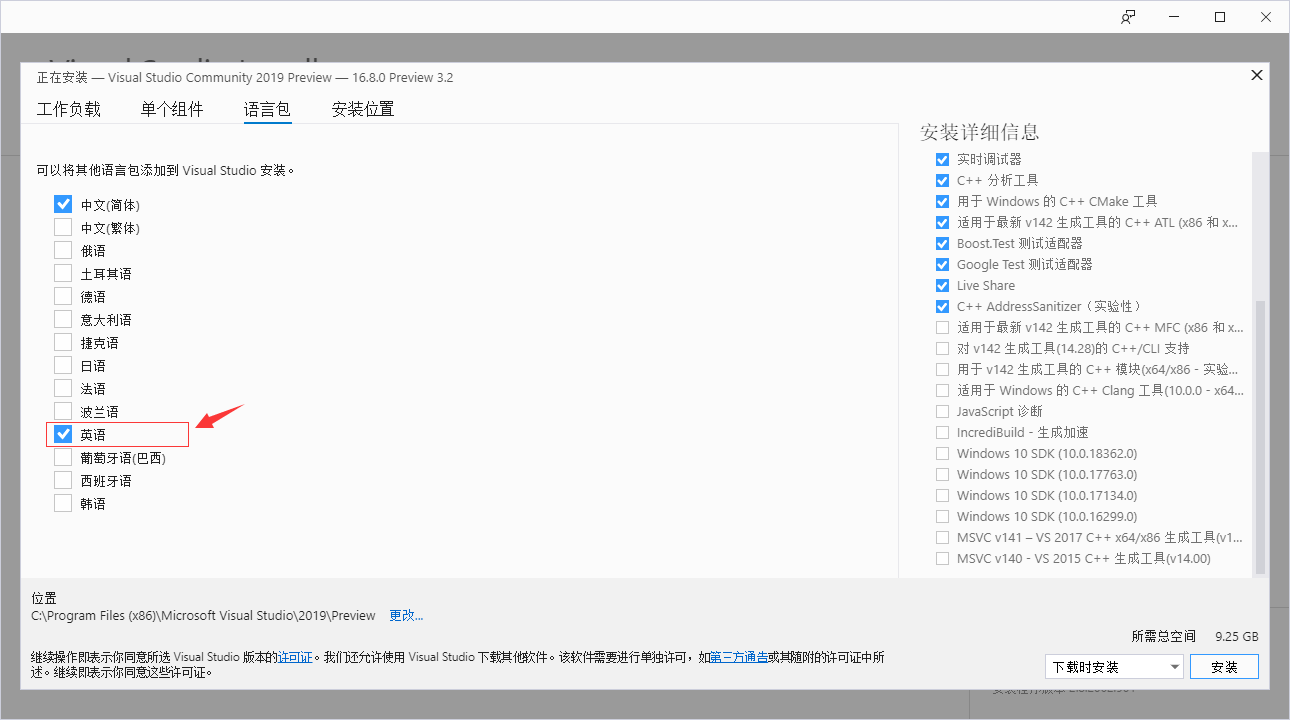 正在安装 — Visual Studio Community 2019 Preview — 16.8.0 Preview 3.2
工作负载 单个组件 语言包 安装位置
可以将其他语言包添加到 Visual Studio 安装。
中文(简体)
中文(繁体)
俄语
土耳其语
德语
意大利语
捷克语
日语
法语
波兰语
英语
葡萄牙语(巴西)
西班牙语
韩语
安装详细信息
实时调试器
C++ 分析工具
用于 Windows 的 C++ CMake 工具
适用于最新 v142 生成工具的 C++ ATL (x86 和 x...
Boost.Test 测试适配器
Google Test 测试适配器
Live Share
C++ AddressSanitizer（实验性）
适用于最新 v142 生成工具的 C++ MFC (x86 和 x...
对 v142 生成工具(14.28)的 C++/CLI 支持
用于 v142 生成工具的 C++ 模块(x64/x86 - 实验...
适用于 Windows 的 C++ Clang 工具(10.0.0 - x64...
JavaScript 诊断
IncrediBuild - 生成加速
Windows 10 SDK (10.0.18362.0)
Windows 10 SDK (10.0.17763.0)
Windows 10 SDK (10.0.17134.0)
Windows 10 SDK (10.0.16299.0)
MSVC v141 – VS 2017 C++ x64/x86 生成工具(v1...
MSVC v140 - VS 2015 C++ 生成工具(v14.00)
位置
C:\Program Files (x86)\Microsoft Visual Studio\2019\Preview 更改...
所需总空间 9.25 GB
继续操作即表示你同意所选 Visual Studio 版本的许可证。我们还允许使用 Visual Studio 下载其他软件。该软件需要进行单独许可，如第三方通告或其随附的许可证中所
述。继续即表示你同意这些许可证。
下载时安装 安装